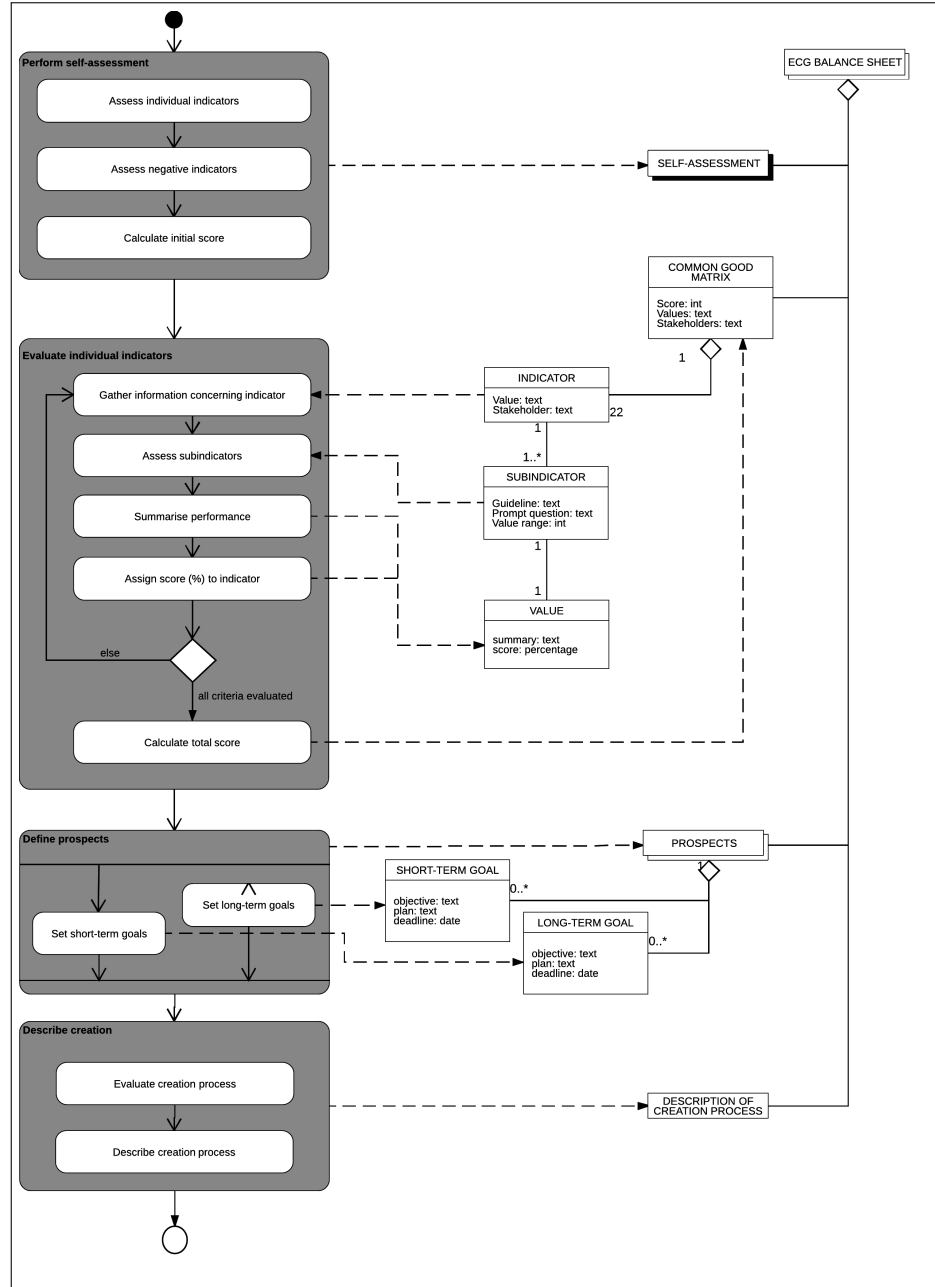 Perform self-assessment
Assess individual indicators
Assess negative indicators
Calculate initial score
ECG BALANCE SHEET
SELF-ASSESSMENT
COMMON GOOD
MATRIX
Score: int
Values: text
Stakeholders: text
1
Evaluate individual indicators
Gather information concerning indicator
Assess subindicators
Summarise performance
Assign score (%) to indicator
else
all criteria evaluated
Calculate total score
INDICATOR
Value: text
Stakeholder: text
22
1
1..*
SUBINDICATOR
Guideline: text
Prompt question: text
Value range: int
1
1
VALUE
summary: text
score: percentage
Define prospects
Set long-term goals
Set short-term goals
PROSPECTS
1
SHORT-TERM GOAL
objective: text
plan: text
deadline: date
0..*
LONG-TERM GOAL
objective: text
plan: text
deadline: date
0..*
Describe creation
Evaluate creation process
Describe creation process
DESCRIPTION OF
CREATION PROCESS